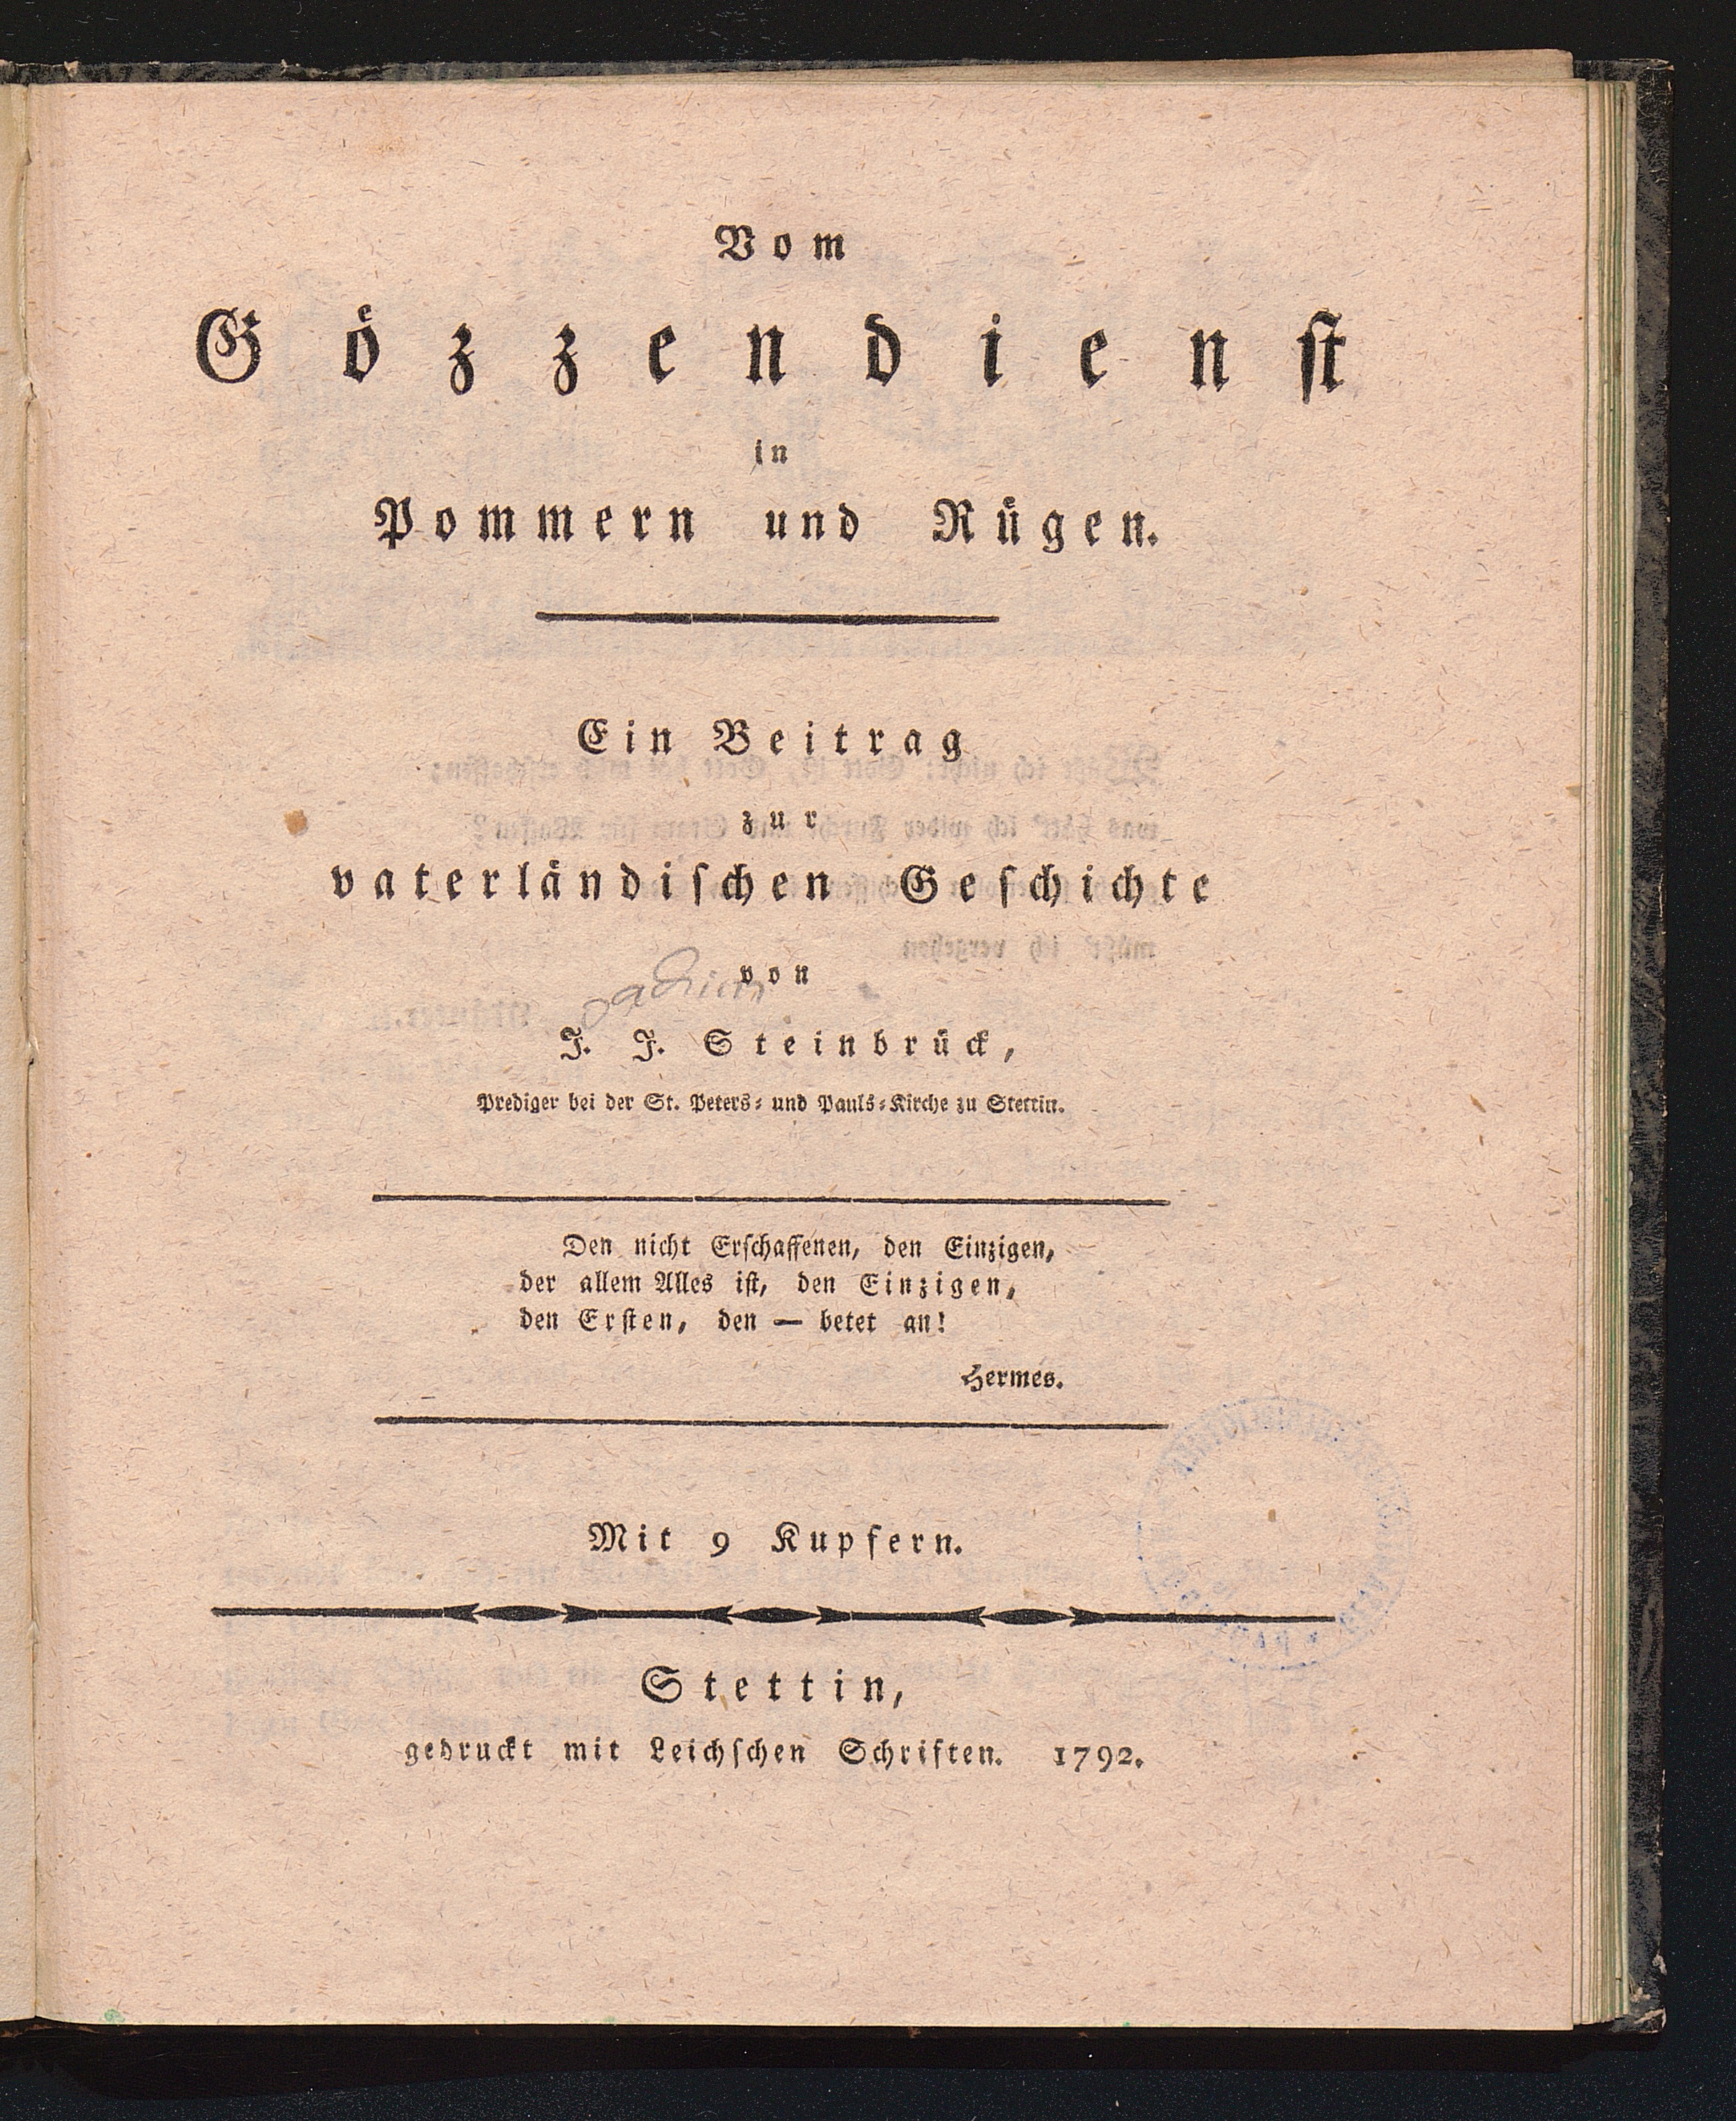 Vom
Gözzendienſt
in
Pommern und Rügen.
Ein Beitrag
zur
vaterländiſchen Geſchichte
von
J. J. Steinbrück,
Prediger bei der St. Peters- und Pauls-Kirche zu Stettin.
Den nicht Erſchaffenen, den Einzigen,
der allem Alles iſt, den Einzigen,
den Erſten, den — betet an!
Hermes.
Mit 9 Kupfern.
Stettin,
gedruckt mit Leichſchen Schriften. 1792.